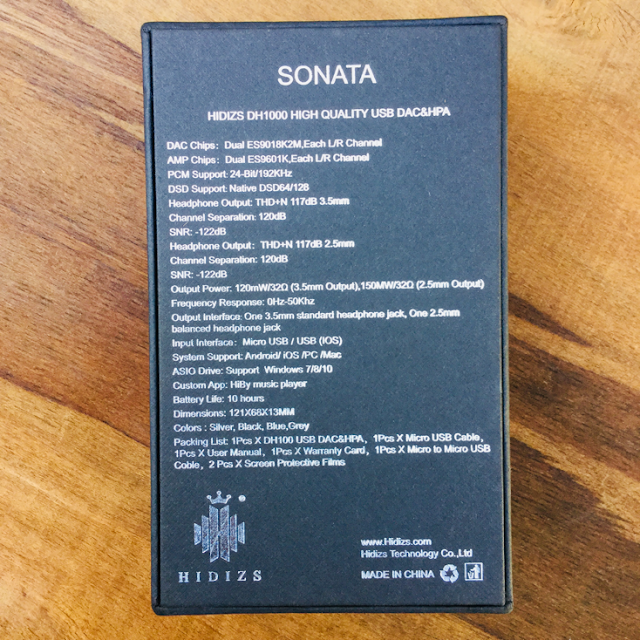 SONATA
HIDIZS DH1000 HIGH QUALITY USB DAC&HPA
DAC Chips: Dual ES9018K2M,Each L/R Channel
AMP Chips: Dual ES9601K,Each L/R Channel
PCM Support: 24-Bit/192KHz
DSD Support: Native DSD64/128
Headphone Output: THD+N 117dB 3.5mm
Channel Separation: 120dB
SNR: -122dB
Headphone Output: THD+N 117dB 2.5mm
Channel Separation: 120dB
SNR: -122dB
Output Power: 120mW/32Ω (3.5mm Output),150MW/32Ω (2.5mm Output)
Frequency Response: 0Hz-50Khz
Output Interface: One 3.5mm standard headphone jack, One 2.5mm
balanced headphone jack
Input Interface: Micro USB / USB (IOS)
System Support: Android/ iOS /PC /Mac
ASIO Drive: Support Windows 7/8/10
Custom App: HiBy music player
Battery Life: 10 hours
Dimensions: 121X68X13MM
Colors : Silver, Black, Blue,Grey
Packing List: 1Pcs X DH100 USB DAC&HPA, 1Pcs X Micro USB Cable,
1Pcs X User Manual, 1Pcs X Warranty Card, 1Pcs X Micro to Micro USB
Cable, 2 Pcs X Screen Protective Films
®
HIDIZS
www.Hidizs.com
Hidizs Technology Co.,Ltd
MADE IN CHINA